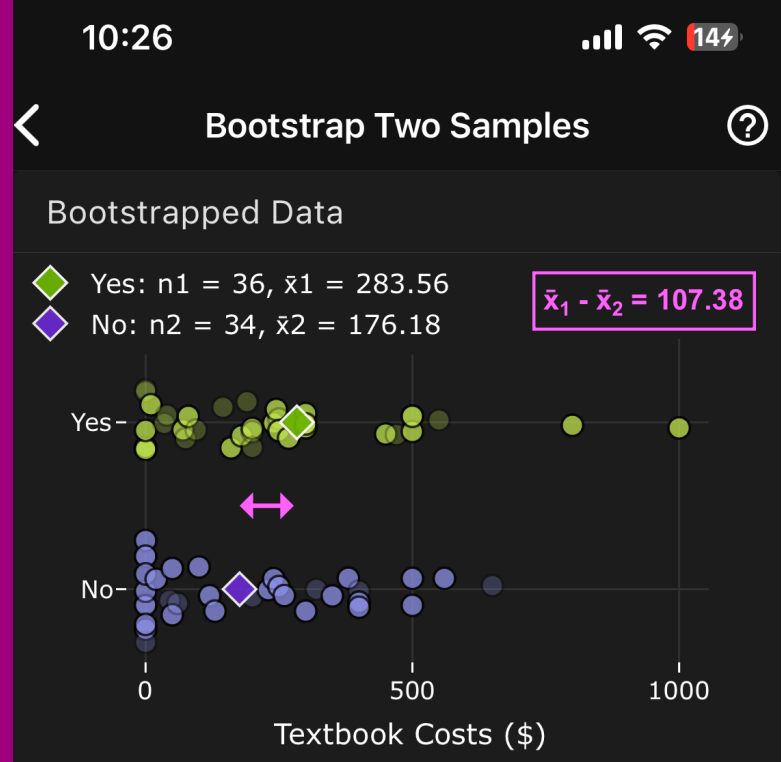 10:26
14
Bootstrap Two Samples
?
Bootstrapped Data
Yes: n1 = 36, x̄1 = 283.56
No: n2 = 34, x̄2 = 176.18
x̄₁ - x̄₂ = 107.38
Yes
No
0 500 1000
Textbook Costs ($)